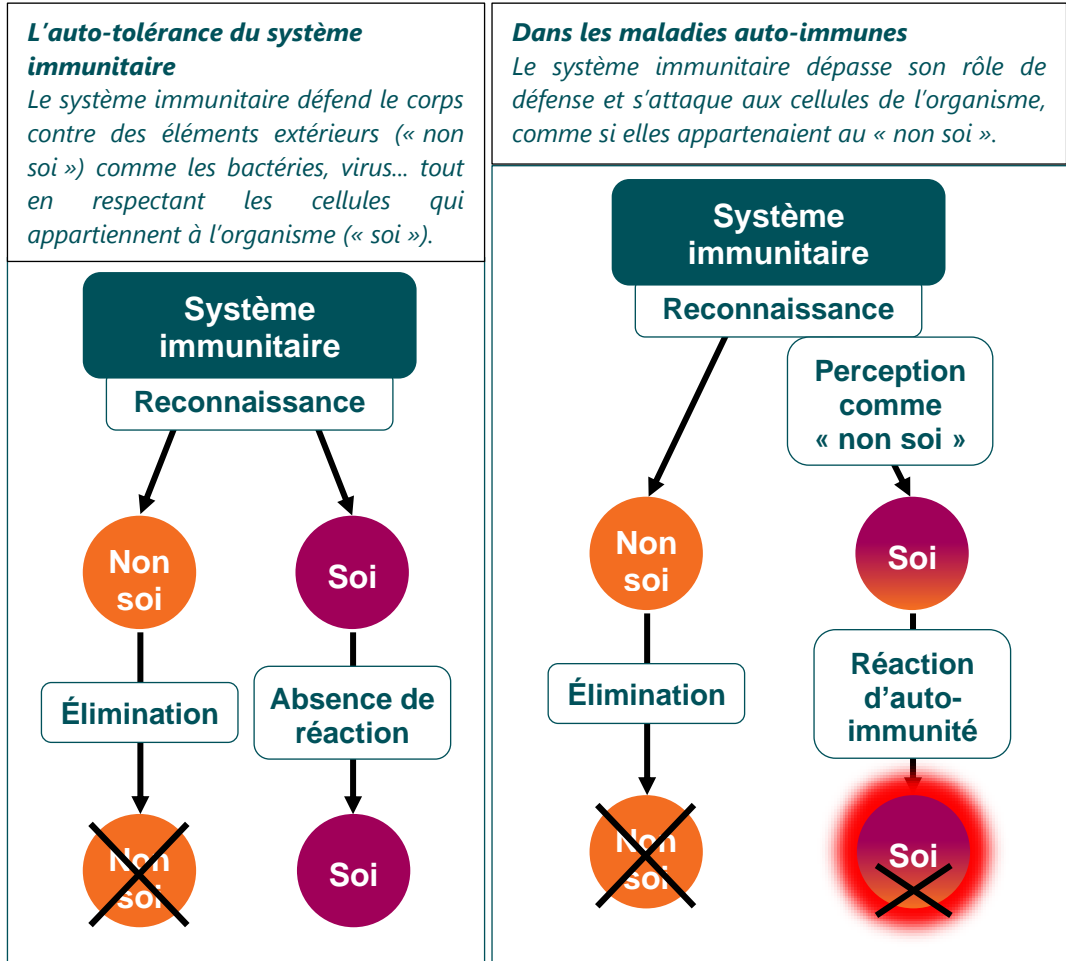 L'auto-tolérance du système
immunitaire
Le système immunitaire défend le corps
contre des éléments extérieurs (« non
soi ») comme les bactéries, virus... tout
en respectant les cellules qui
appartiennent à l'organisme (« soi »).
Système
immunitaire
Reconnaissance
Non
soi
Soi
Élimination
Absence de
réaction
Non
soi
Soi
Dans les maladies auto-immunes
Le système immunitaire dépasse son rôle de
défense et s'attaque aux cellules de l'organisme,
comme si elles appartenaient au « non soi ».
Système
immunitaire
Reconnaissance
Perception
comme
« non soi »
Non
soi
Soi
Élimination
Réaction
d'auto-
immunité
Non
soi
Soi